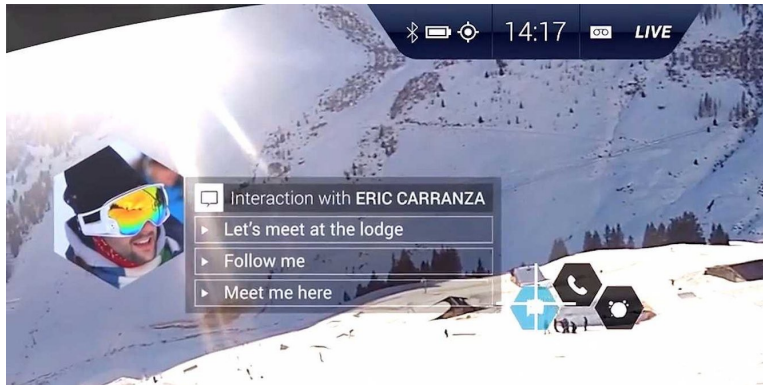 14:17
LIVE
Interaction with ERIC CARRANZA
Let's meet at the lodge
Follow me
Meet me here